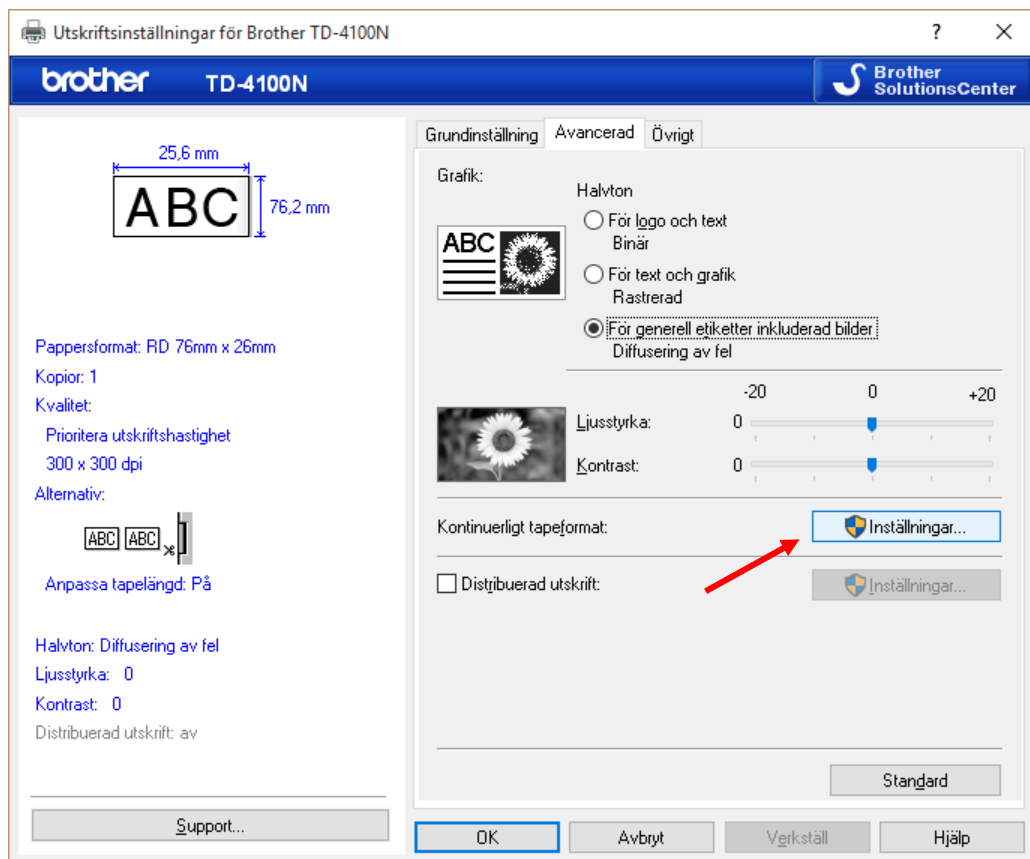 Utskriftsinställningar för Brother TD-4100N
?
brother TD-4100N
Brother
SolutionsCenter
25,6 mm
ABC
76,2 mm
Pappersformat: RD 76mm x 26mm
Kopior: 1
Kvalitet:
Prioritera utskriftshastighet
300 x 300 dpi
Alternativ:
ABC ABC
Anpassa tapelängd: På
Halvton: Diffusering av fel
Ljusstyrka: 0
Kontrast: 0
Distribuerad utskrift: av
Support...
Grundinställning Avancerad Övrigt
Grafik:
ABC
Halvton
För logo och text
Binär
För text och grafik
Rastrerad
För generell etiketter inkluderad bilder
Diffusering av fel
-20 0 +20
Ljusstyrka: 0
Kontrast: 0
Kontinuerligt tapeformat: Inställningar...
Distribuerad utskrift: Inställningar...
Standard
OK Avbryt Verkställ Hjälp